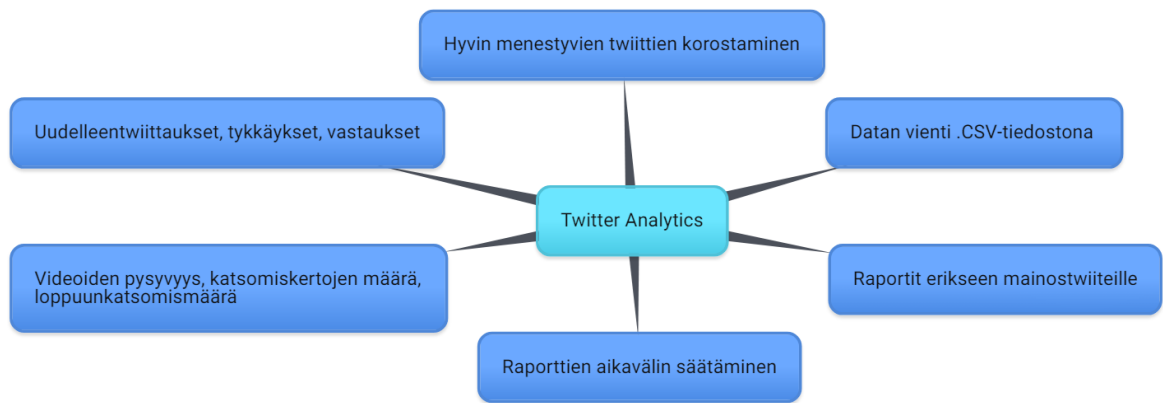 Hyvin menestyvien twiittien korostaminen
Uudelleentwiittaukset, tykkäykset, vastaukset
Datan vienti .CSV-tiedostona
Twitter Analytics
Videoiden pysyvyys, katsomiskertojen määrä,
loppuunkatsomismäärä
Raportit erikseen mainostwiiteille
Raporttien aikavälin säätäminen